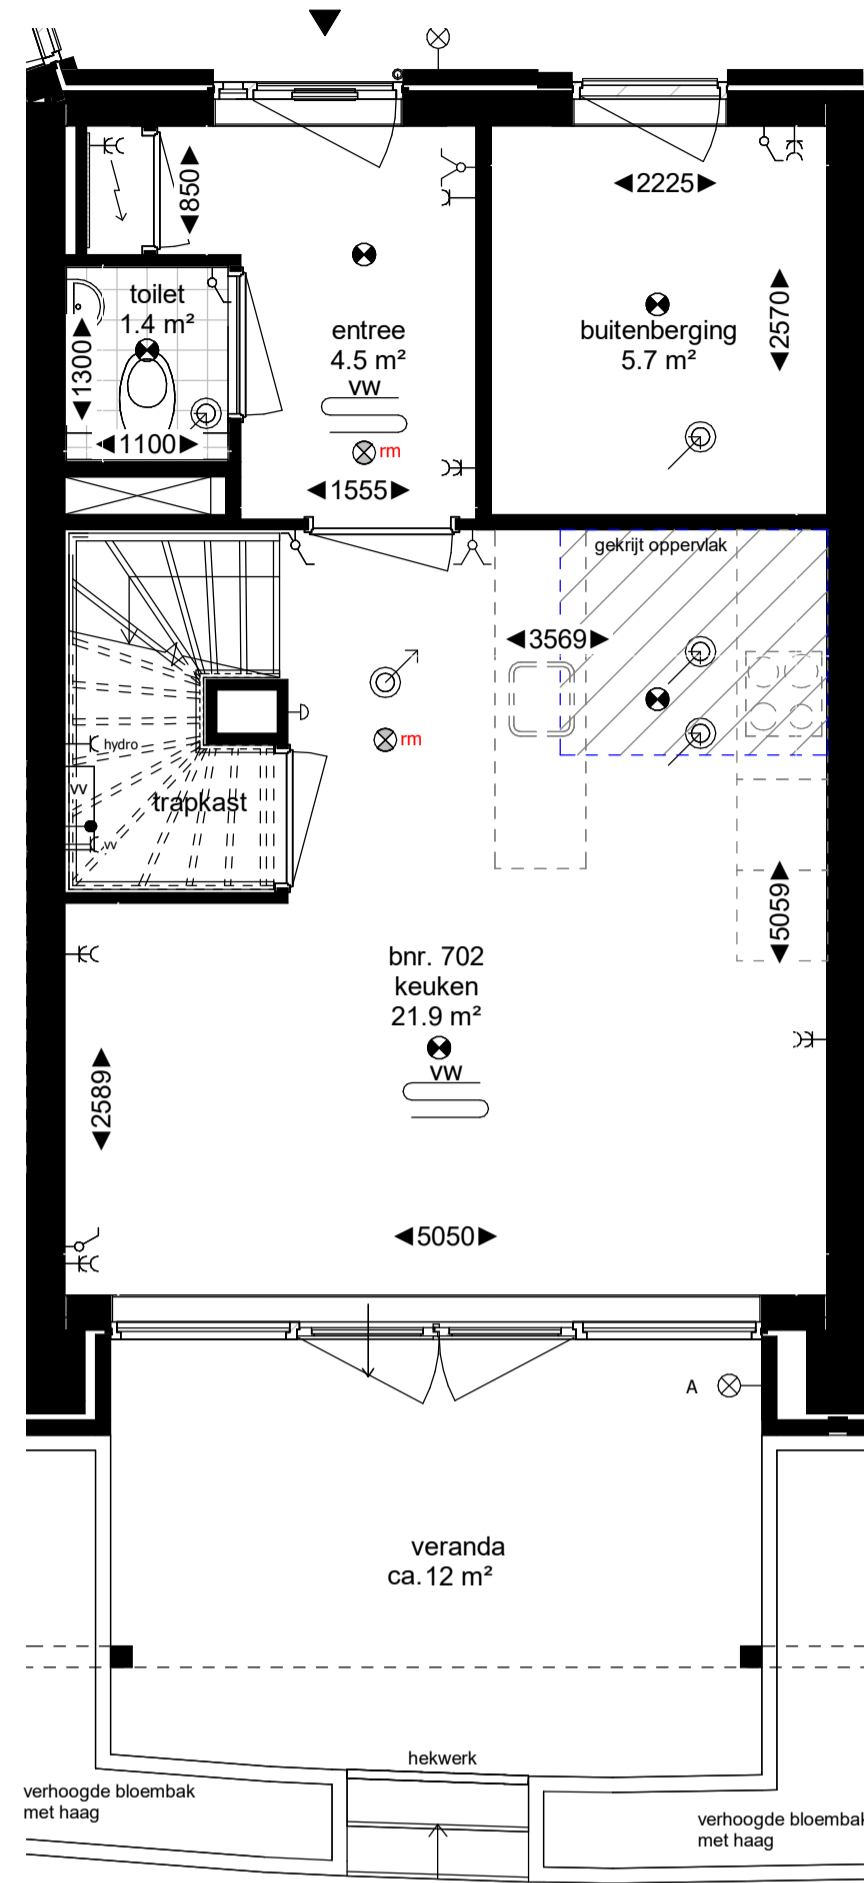 850
2225
2570
toilet
1.4 m²
1300
1100
entree
4.5 m²
vw
rm
1555
buitenberging
5.7 m²
gekrijt oppervlak
3569
rm
hydro
vv
trapkast
vv
5059
bnr. 702
keuken
21.9 m²
vw
2589
5050
A
veranda
ca.12 m²
hekwerk
verhoogde bloembak
met haag
verhoogde bloembak
met haag